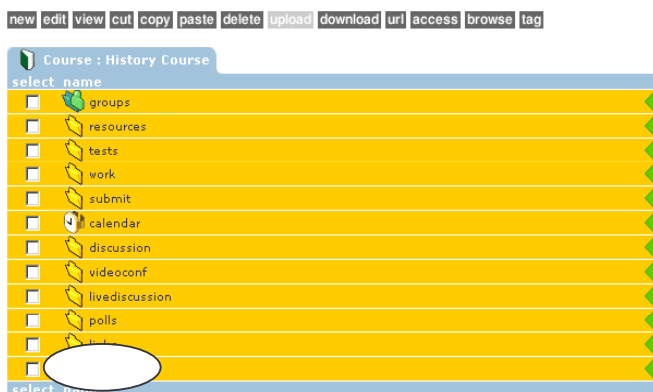 new edit view cut copy paste delete upload download url access browse tag
Course : History Course
select name
groups
resources
tests
work
submit
calendar
discussion
videoconf
livediscussion
polls
select